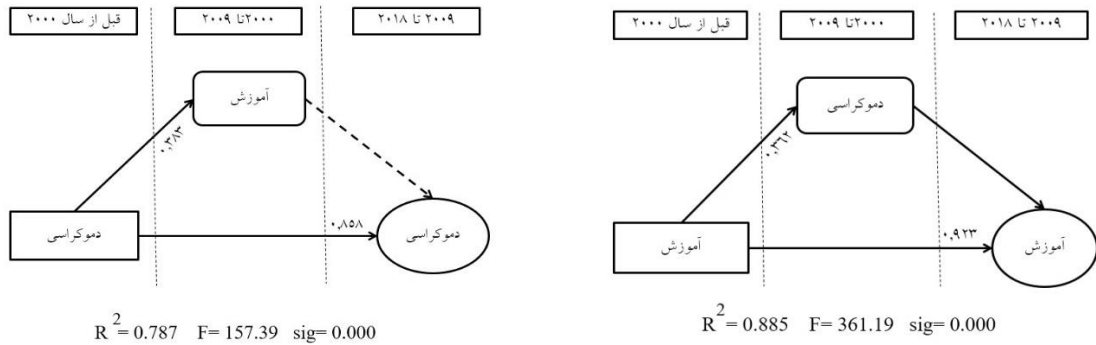 قبل از سال ۲۰۰۰
۲۰۰۰تا ۲۰۰۹
۲۰۰۹ تا ۲۰۱۸
آموزش
۰,۳۸۳
دموکراسی
۰,۸۵۸
دموکراسی
R2= 0.787 F= 157.39 sig= 0.000
قبل از سال ۲۰۰۰
۲۰۰۰تا ۲۰۰۹
۲۰۰۹ تا ۲۰۱۸
دموکراسی
۰,۳۶۲
آموزش
۰,۹۲۳
آموزش
R2= 0.885 F= 361.19 sig= 0.000